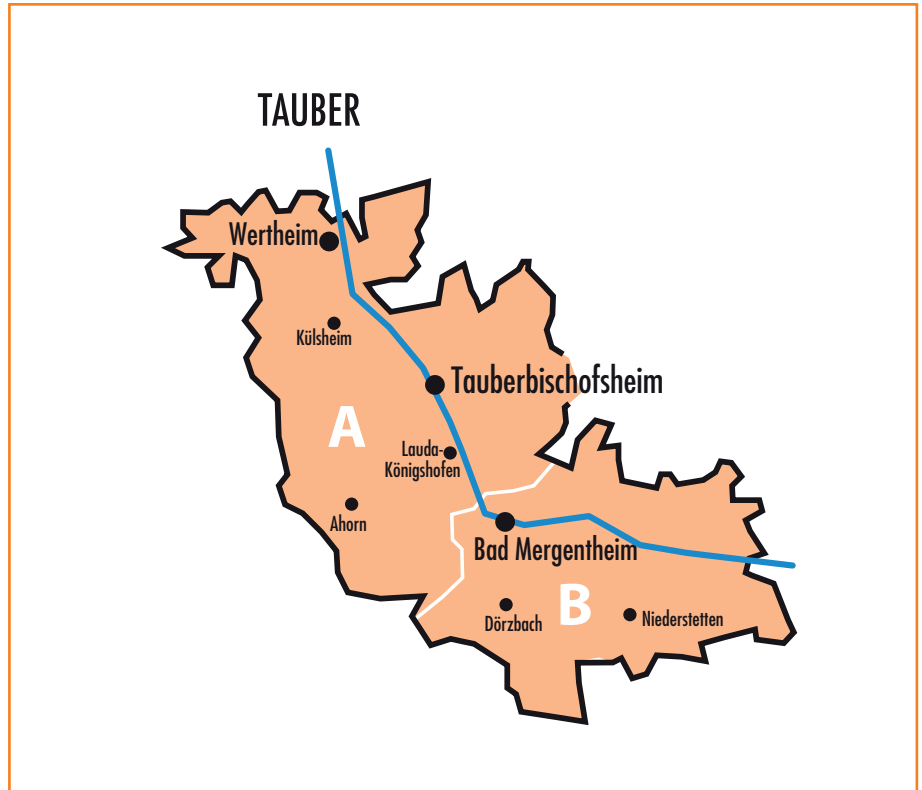 TAUBER
Wertheim
Külsheim
Tauberbischofsheim
A
Lauda-
Königshofen
Ahorn
Bad Mergentheim
B
Dörzbach
Niederstetten